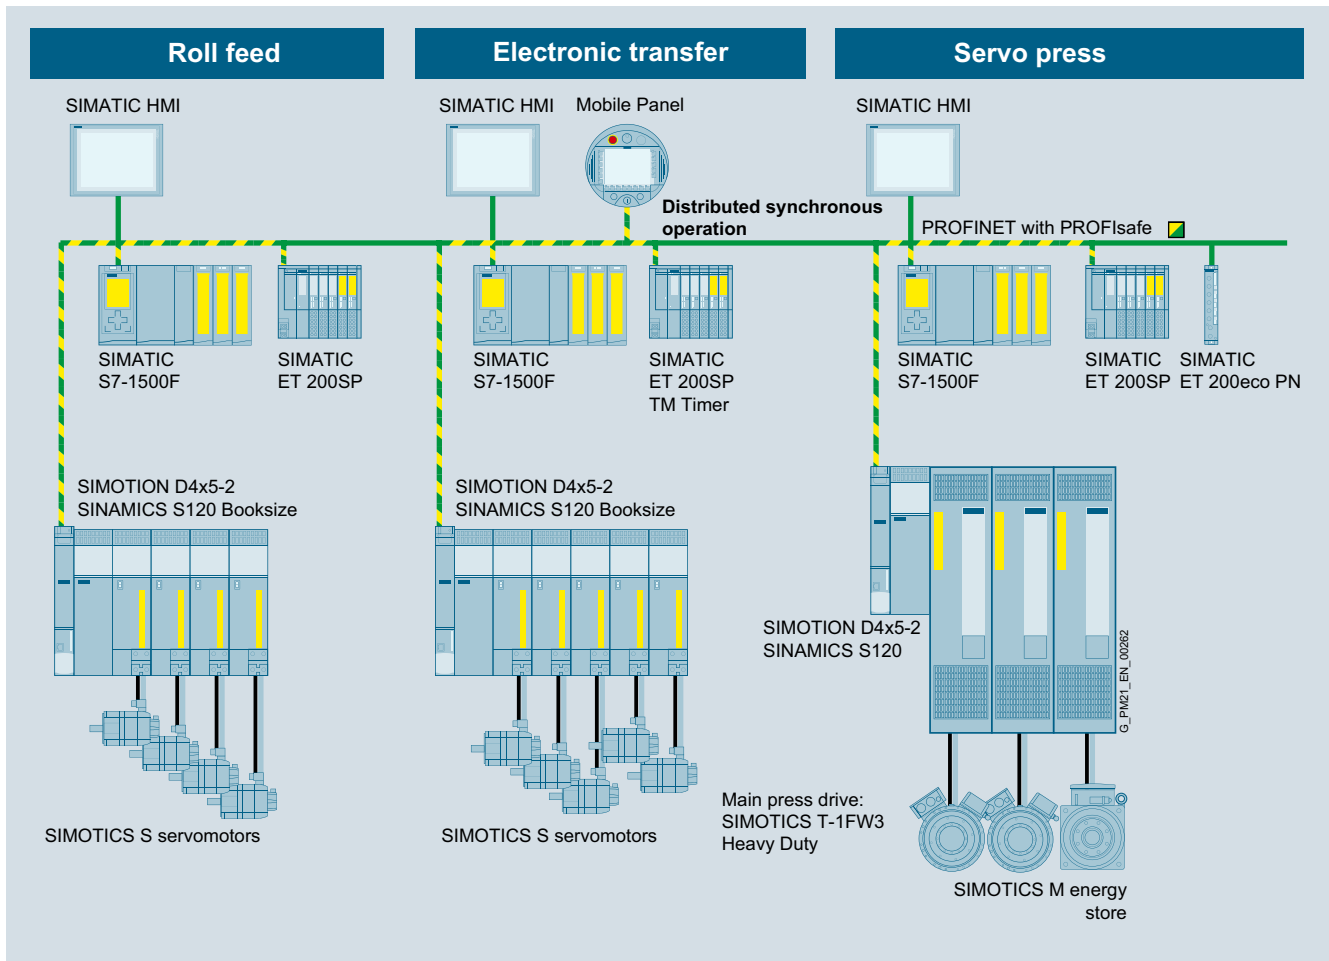 Roll feed
Electronic transfer
Servo press
SIMATIC HMI
SIMATIC HMI
Mobile Panel
SIMATIC HMI
Distributed synchronous
operation
PROFINET with PROFIsafe
SIMATIC
S7-1500F
SIMATIC
ET 200SP
SIMATIC
S7-1500F
SIMATIC
ET 200SP
TM Timer
SIMATIC
S7-1500F
SIMATIC
ET 200SP
SIMATIC
ET 200eco PN
SIMOTION D4x5-2
SINAMICS S120 Booksize
SIMOTION D4x5-2
SINAMICS S120 Booksize
SIMOTION D4x5-2
SINAMICS S120
G_PM21_EN_00262
SIMOTICS S servomotors
SIMOTICS S servomotors
Main press drive:
SIMOTICS T-1FW3
Heavy Duty
SIMOTICS M energy
store